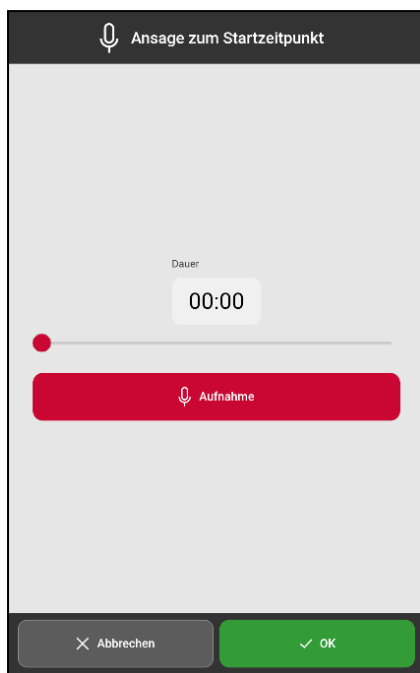 Ansage zum Startzeitpunkt
Dauer
00:00
Aufnahme
Abbrechen
OK